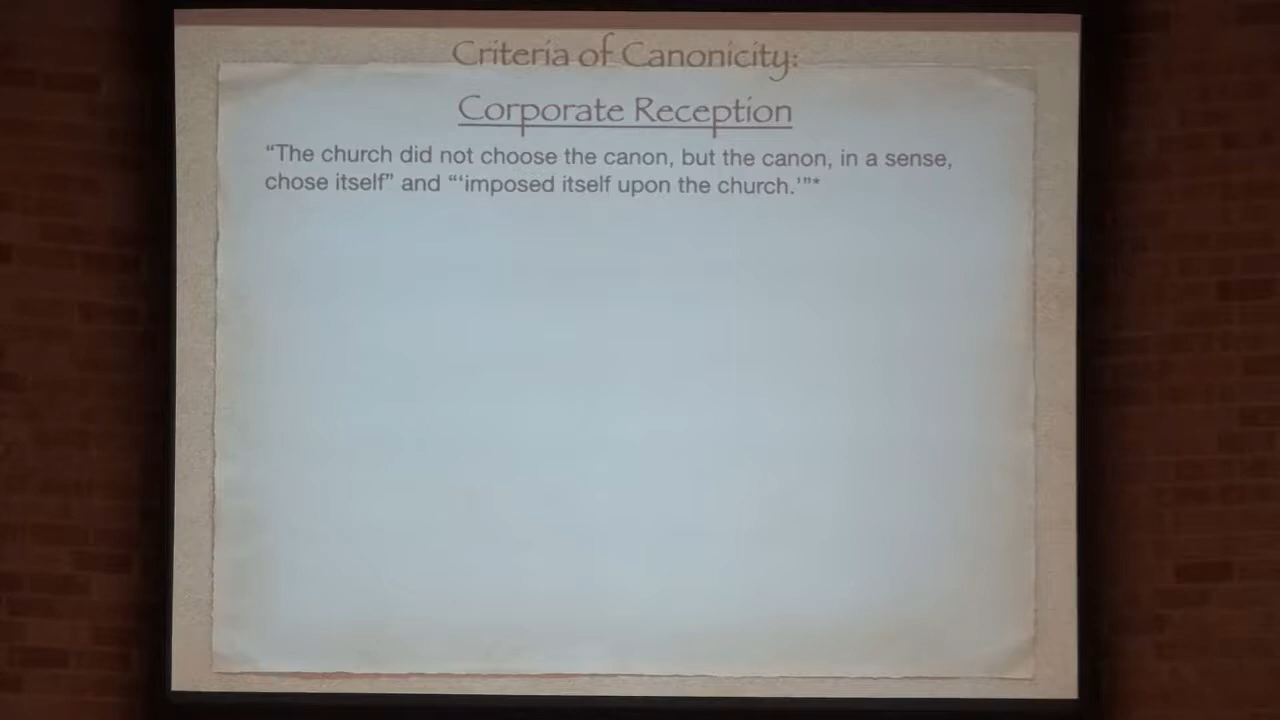 Criteria of Canonicity:
Corporate Reception
“The church did not choose the canon, but the canon, in a sense,
chose itself” and “‘imposed itself upon the church.’”*